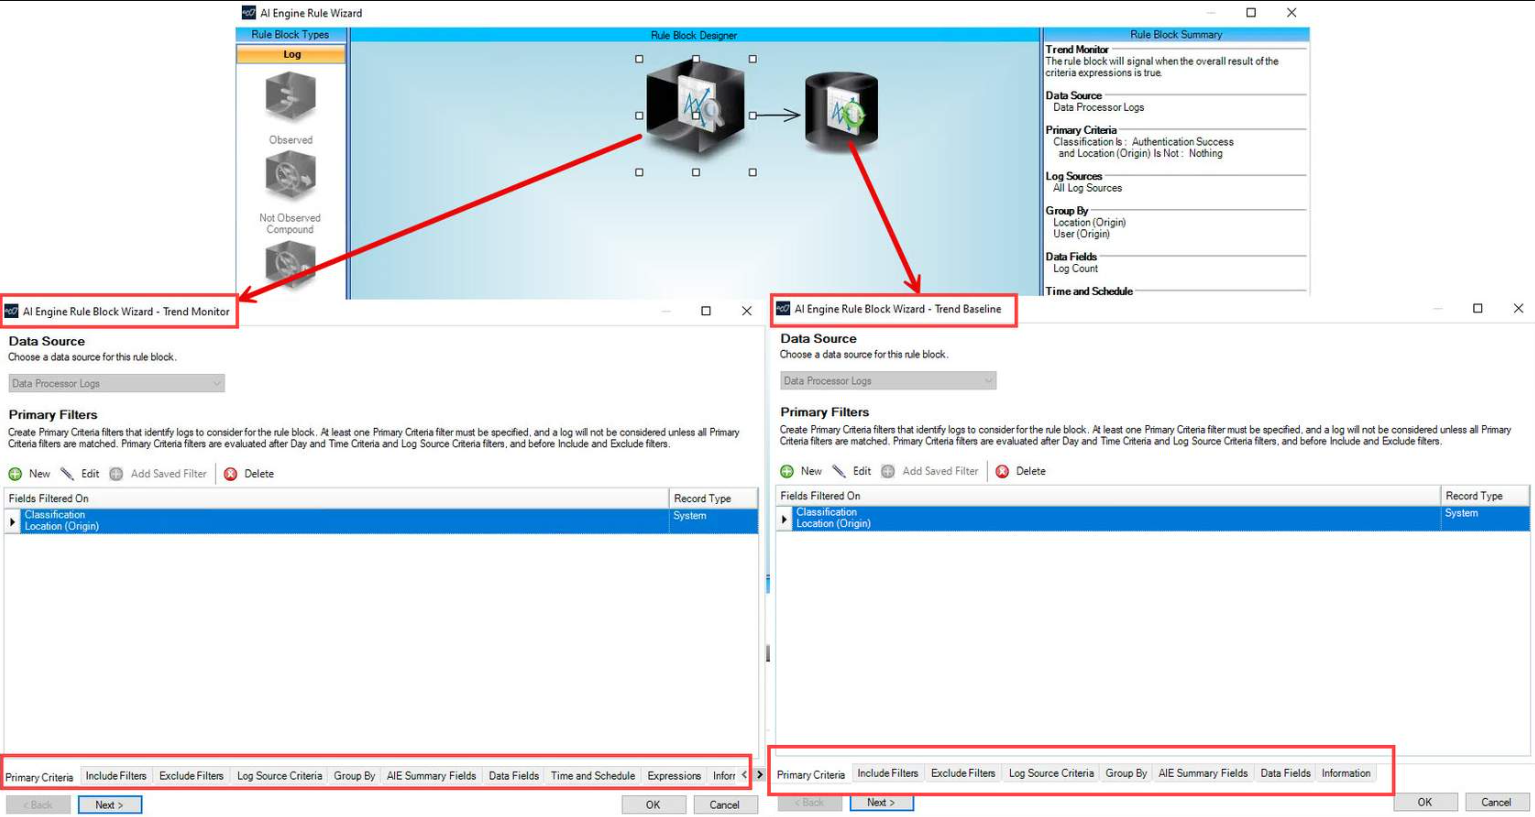 AI Engine Rule Wizard
Rule Block Types
Rule Block Designer
Rule Block Summary
Log
Observed
Not Observed
Compound
Trend Monitor
The rule block will signal when the overall result of the
criteria expressions is true.
Data Source
Data Processor Logs
Primary Criteria
Classification Is : Authentication Success
and Location (Origin) Is Not : Nothing
Log Sources
All Log Sources
Group By
Location (Origin)
User (Origin)
Data Fields
Log Count
Time and Schedule
AI Engine Rule Block Wizard - Trend Monitor
Data Source
Choose a data source for this rule block.
Data Processor Logs
Primary Filters
Create Primary Criteria filters that identify logs to consider for the rule block. At least one Primary Criteria filter must be specified, and a log will not be considered unless all Primary
Criteria filters are matched. Primary Criteria filters are evaluated after Day and Time Criteria and Log Source Criteria filters, and before Include and Exclude filters.
New Edit Add Saved Filter Delete
Fields Filtered On Record Type
Classification System
Location (Origin)
Primary Criteria Include Filters Exclude Filters Log Source Criteria Group By AIE Summary Fields Data Fields Time and Schedule Expressions Inforr
< Back Next > OK Cancel
AI Engine Rule Block Wizard - Trend Baseline
Data Source
Choose a data source for this rule block.
Data Processor Logs
Primary Filters
Create Primary Criteria filters that identify logs to consider for the rule block. At least one Primary Criteria filter must be specified, and a log will not be considered unless all Primary
Criteria filters are matched. Primary Criteria filters are evaluated after Day and Time Criteria and Log Source Criteria filters, and before Include and Exclude filters.
New Edit Add Saved Filter Delete
Fields Filtered On Record Type
Classification System
Location (Origin)
Primary Criteria Include Filters Exclude Filters Log Source Criteria Group By AIE Summary Fields Data Fields Information
< Back Next > OK Cancel